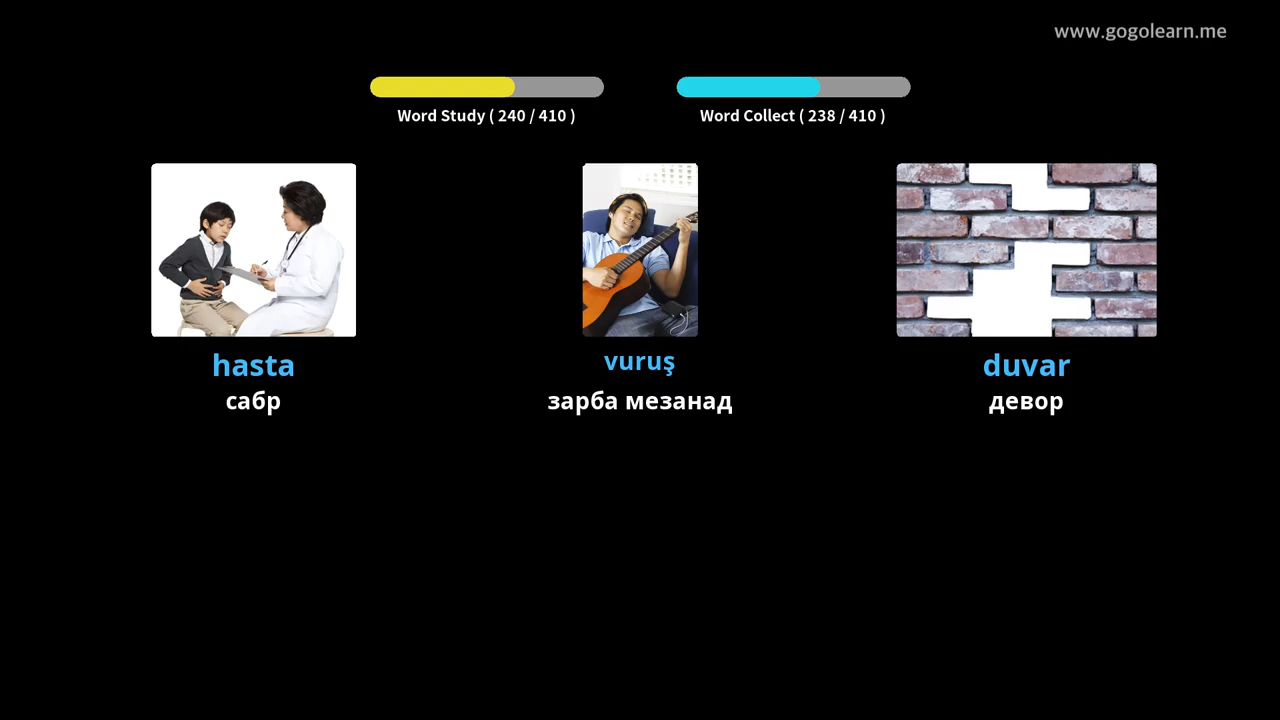 www.gogolearn.me
Word Study ( 240 / 410 )
Word Collect ( 238 / 410 )
hasta
сабр
vuruş
зарба мезанад
duvar
девор